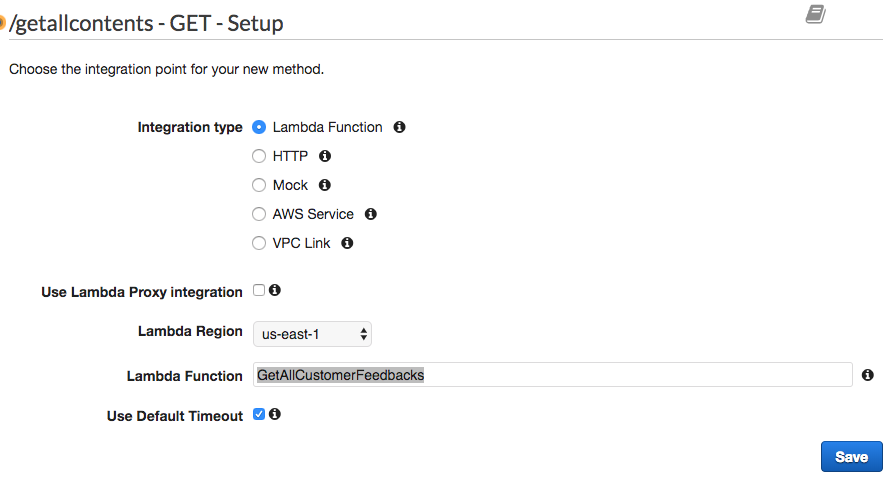 /getallcontents - GET - Setup
Choose the integration point for your new method.
Integration type Lambda Function
HTTP
Mock
AWS Service
VPC Link
Use Lambda Proxy integration
Lambda Region us-east-1
Lambda Function GetAllCustomerFeedbacks
Use Default Timeout
Save